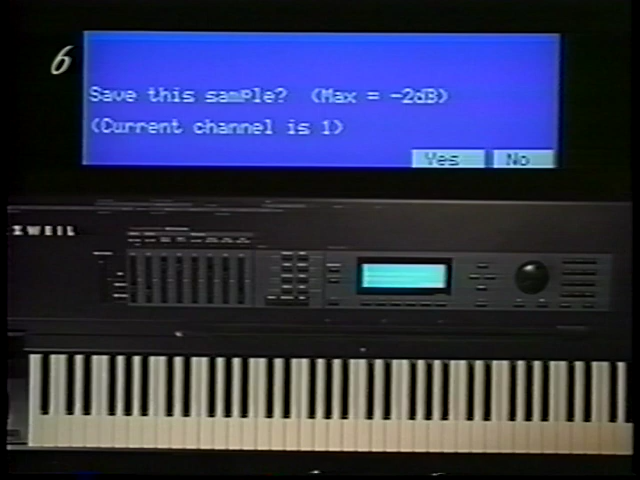 6
Save this sample? (Max = -2dB)
(Current channel is 1)
Yes No
ZWEIL